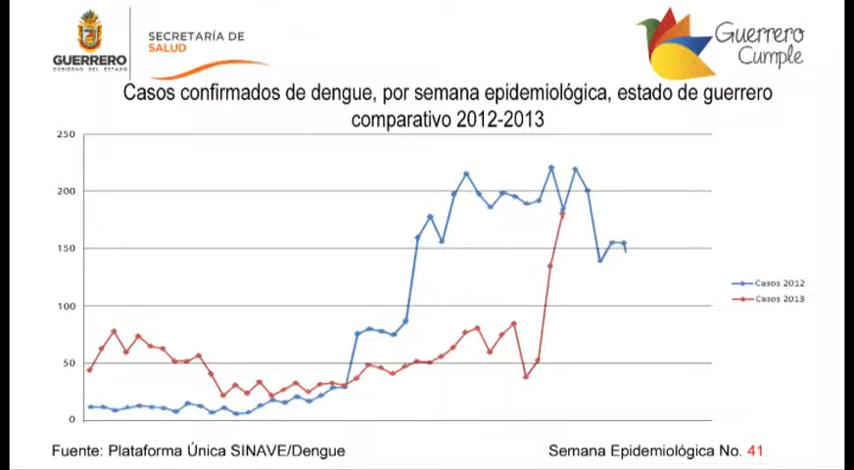 GUERRERO
GOBIERNO DEL ESTADO
SECRETARÍA DE
SALUD
Guerrero
Cumple
Casos confirmados de dengue, por semana epidemiológica, estado de guerrero
comparativo 2012-2013
250
200
150
100
50
0
Casos 2012
Casos 2013
Fuente: Plataforma Única SINAVE/Dengue
Semana Epidemiológica No. 41